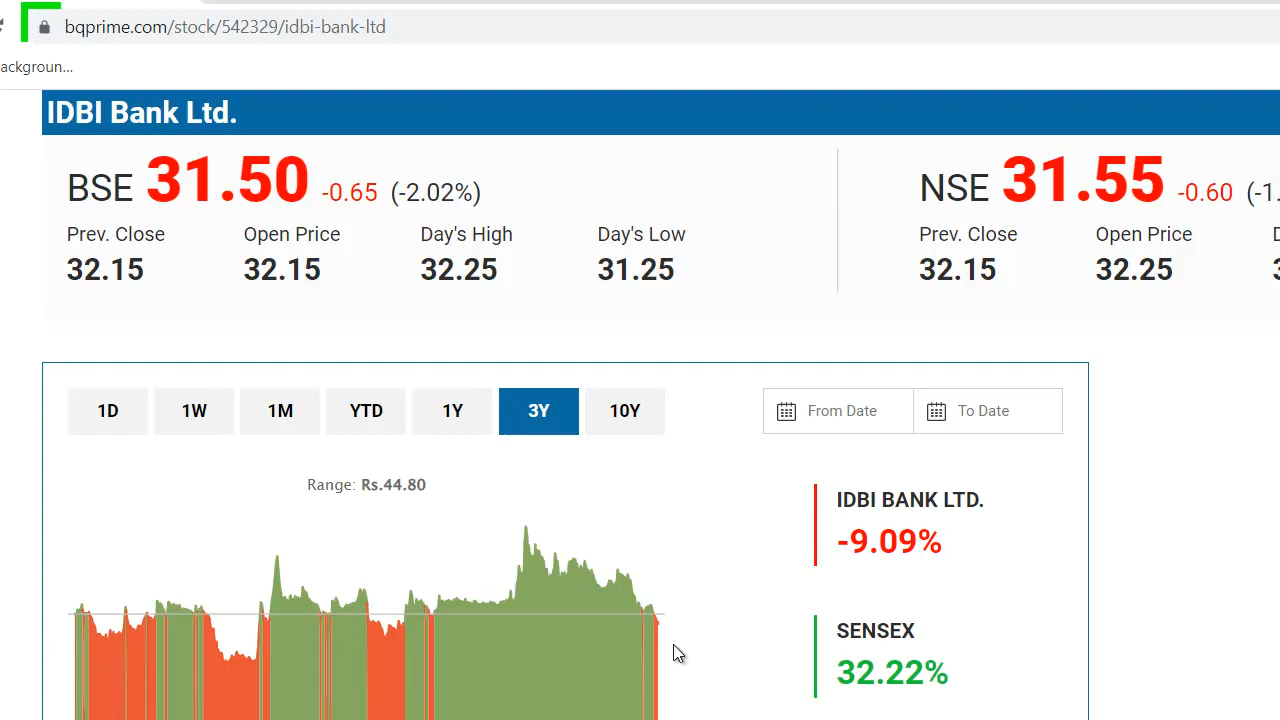 bqprime.com/stock/542329/idbi-bank-ltd
ackgroun...
IDBI Bank Ltd.
BSE 31.50 -0.65 (-2.02%)
Prev. Close Open Price Day's High Day's Low
32.15 32.15 32.25 31.25
NSE 31.55 -0.60 (-1.
Prev. Close Open Price D
32.15 32.25 3
1D 1W 1M YTD 1Y 3Y 10Y
From Date To Date
Range: Rs.44.80
IDBI BANK LTD.
-9.09%
SENSEX
32.22%